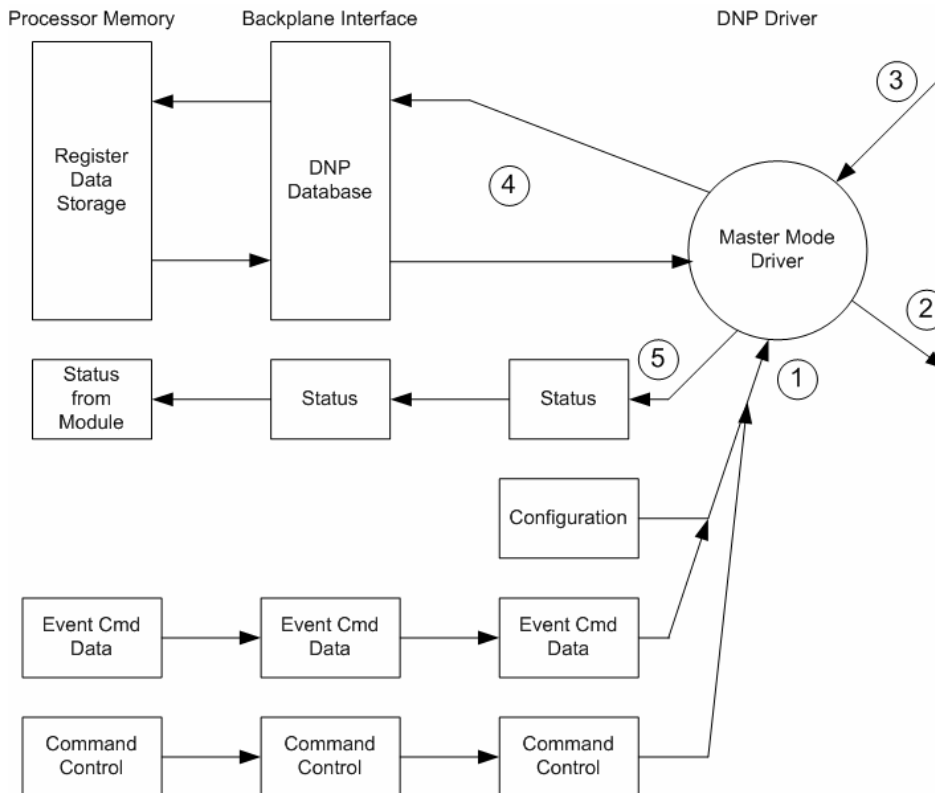 Processor Memory
Backplane Interface
DNP Driver
3
Register
Data
Storage
DNP
Database
4
Master Mode
Driver
2
5
1
Status
from
Module
Status
Status
Configuration
Event Cmd
Data
Event Cmd
Data
Event Cmd
Data
Command
Control
Command
Control
Command
Control